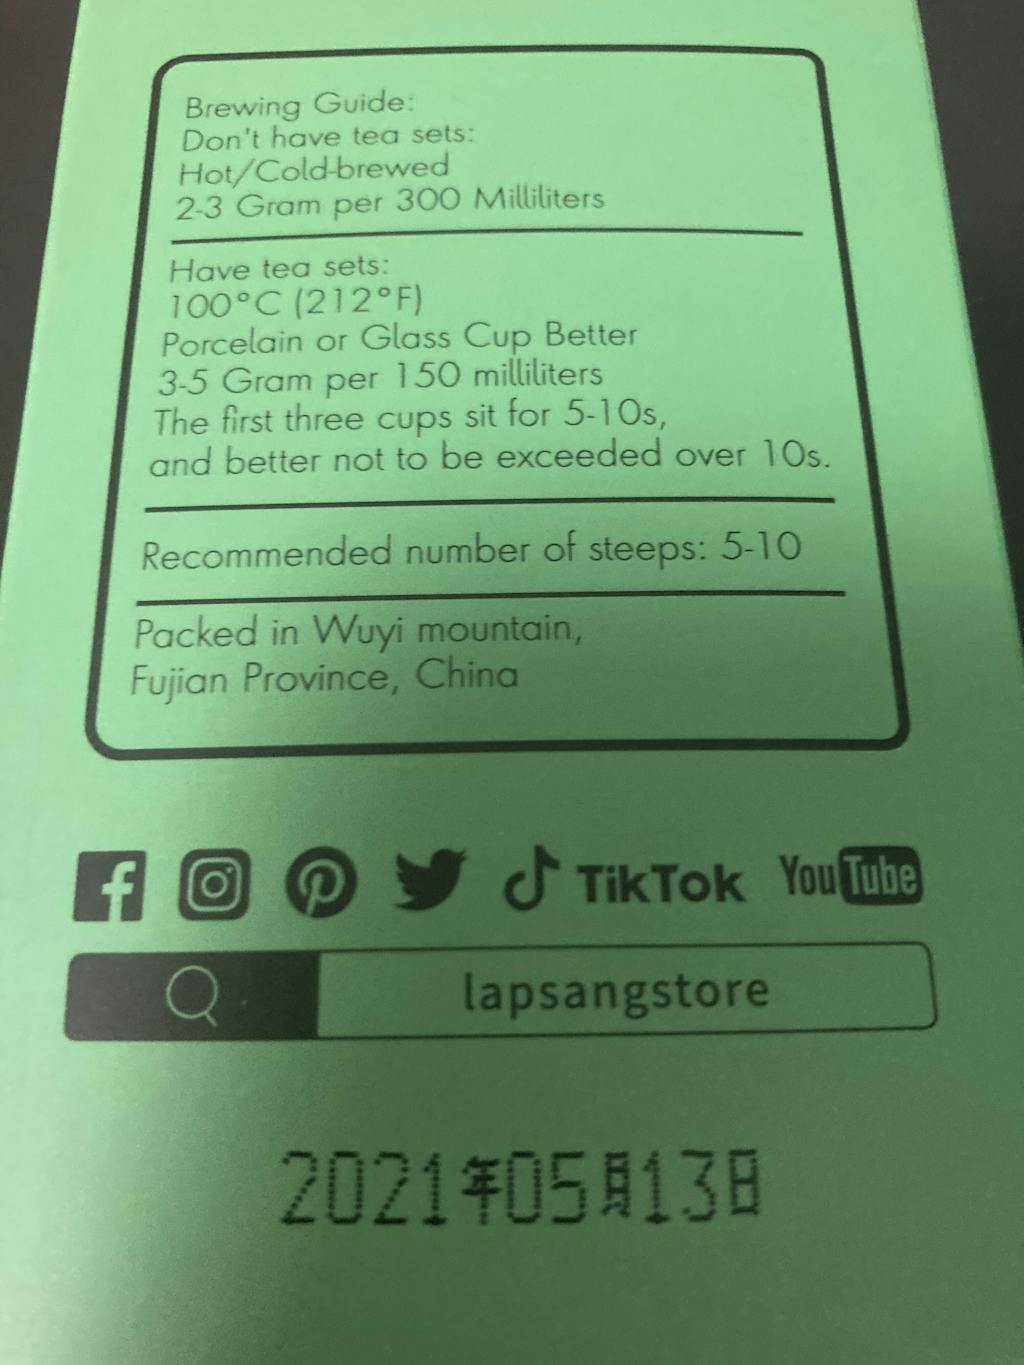 Brewing Guide:
Don't have tea sets:
Hot/Cold-brewed
2-3 Gram per 300 Milliliters
Have tea sets:
100°C (212°F)
Porcelain or Glass Cup Better
3-5 Gram per 150 milliliters
The first three cups sit for 5-10s,
and better not to be exceeded over 10s.
Recommended number of steeps: 5-10
Packed in Wuyi mountain,
Fujian Province, China
TikTok YouTube
lapsangstore
2021年05月13日